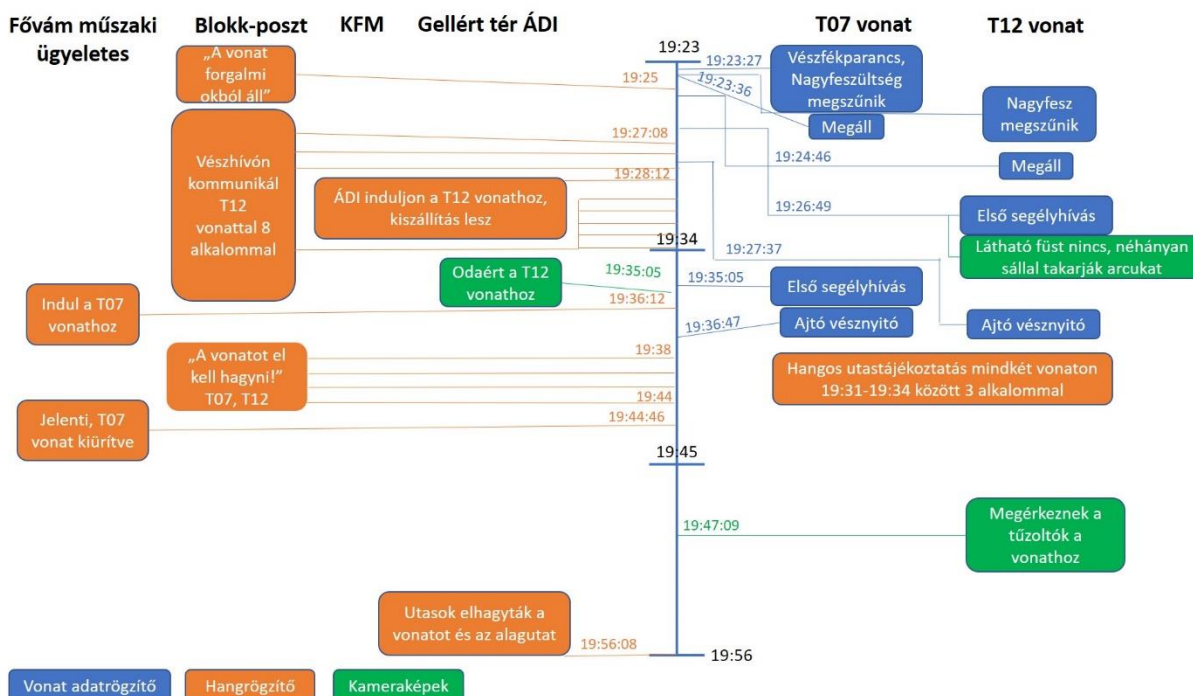 Fővám műszaki
ügyeletes
Blokk-poszt
KFM
Gellért tér ÁDI
T07 vonat
T12 vonat
19:23
„A vonat
forgalmi
okból áll”
19:25
19:23:27
19:23:36
Vészfékparancs,
Nagyfeszültség
megszűnik
Megáll
Nagyfesz
megszűnik
Vészhívón
kommunikál
T12
vonattal 8
alkalommal
19:27:08
19:28:12
19:24:46
Megáll
ÁDI induljon a T12 vonathoz,
kiszállítás lesz
19:26:49
Első segélyhívás
19:34
19:27:37
Látható füst nincs, néhányan
sállal takarják arcukat
Odaért a T12
vonathoz
19:35:05
19:35:05
Első segélyhívás
Indul a T07
vonathoz
19:36:12
19:36:47
Ajtó vésznyitó
Ajtó vésznyitó
„A vonatot el
kell hagyni!”
T07, T12
19:38
19:44
Hangos utastájékoztatás mindkét vonaton
19:31-19:34 között 3 alkalommal
Jelenti, T07
vonat kiürítve
19:44:46
19:45
19:47:09
Megérkeznek a
tűzoltók a
vonathoz
Utasok elhagyták a
vonatot és az alagutat
19:56:08
19:56
Vonat adatrögzítő
Hangrögzítő
Kameraképek